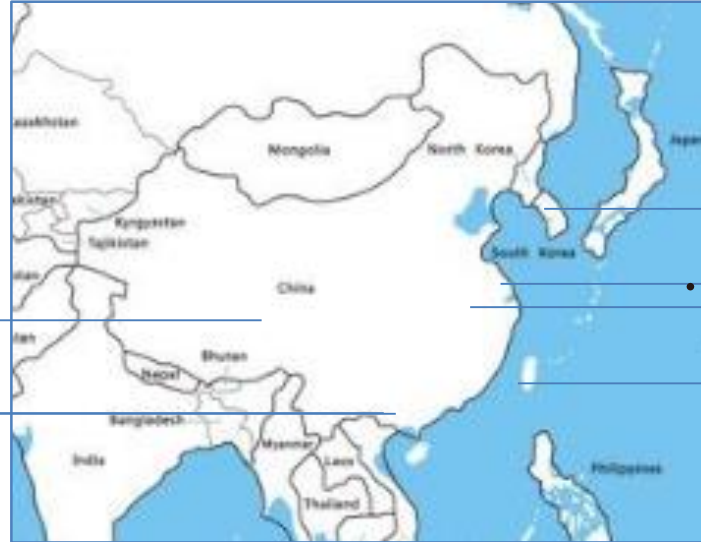 Kazakhstan
Mongolia
North Korea
Japan
Kyrgyzstan
Tajikistan
South Korea
China
Bhutan
Nepal
Bangladesh
Myanmar
India
Laos
Philippines
Thailand